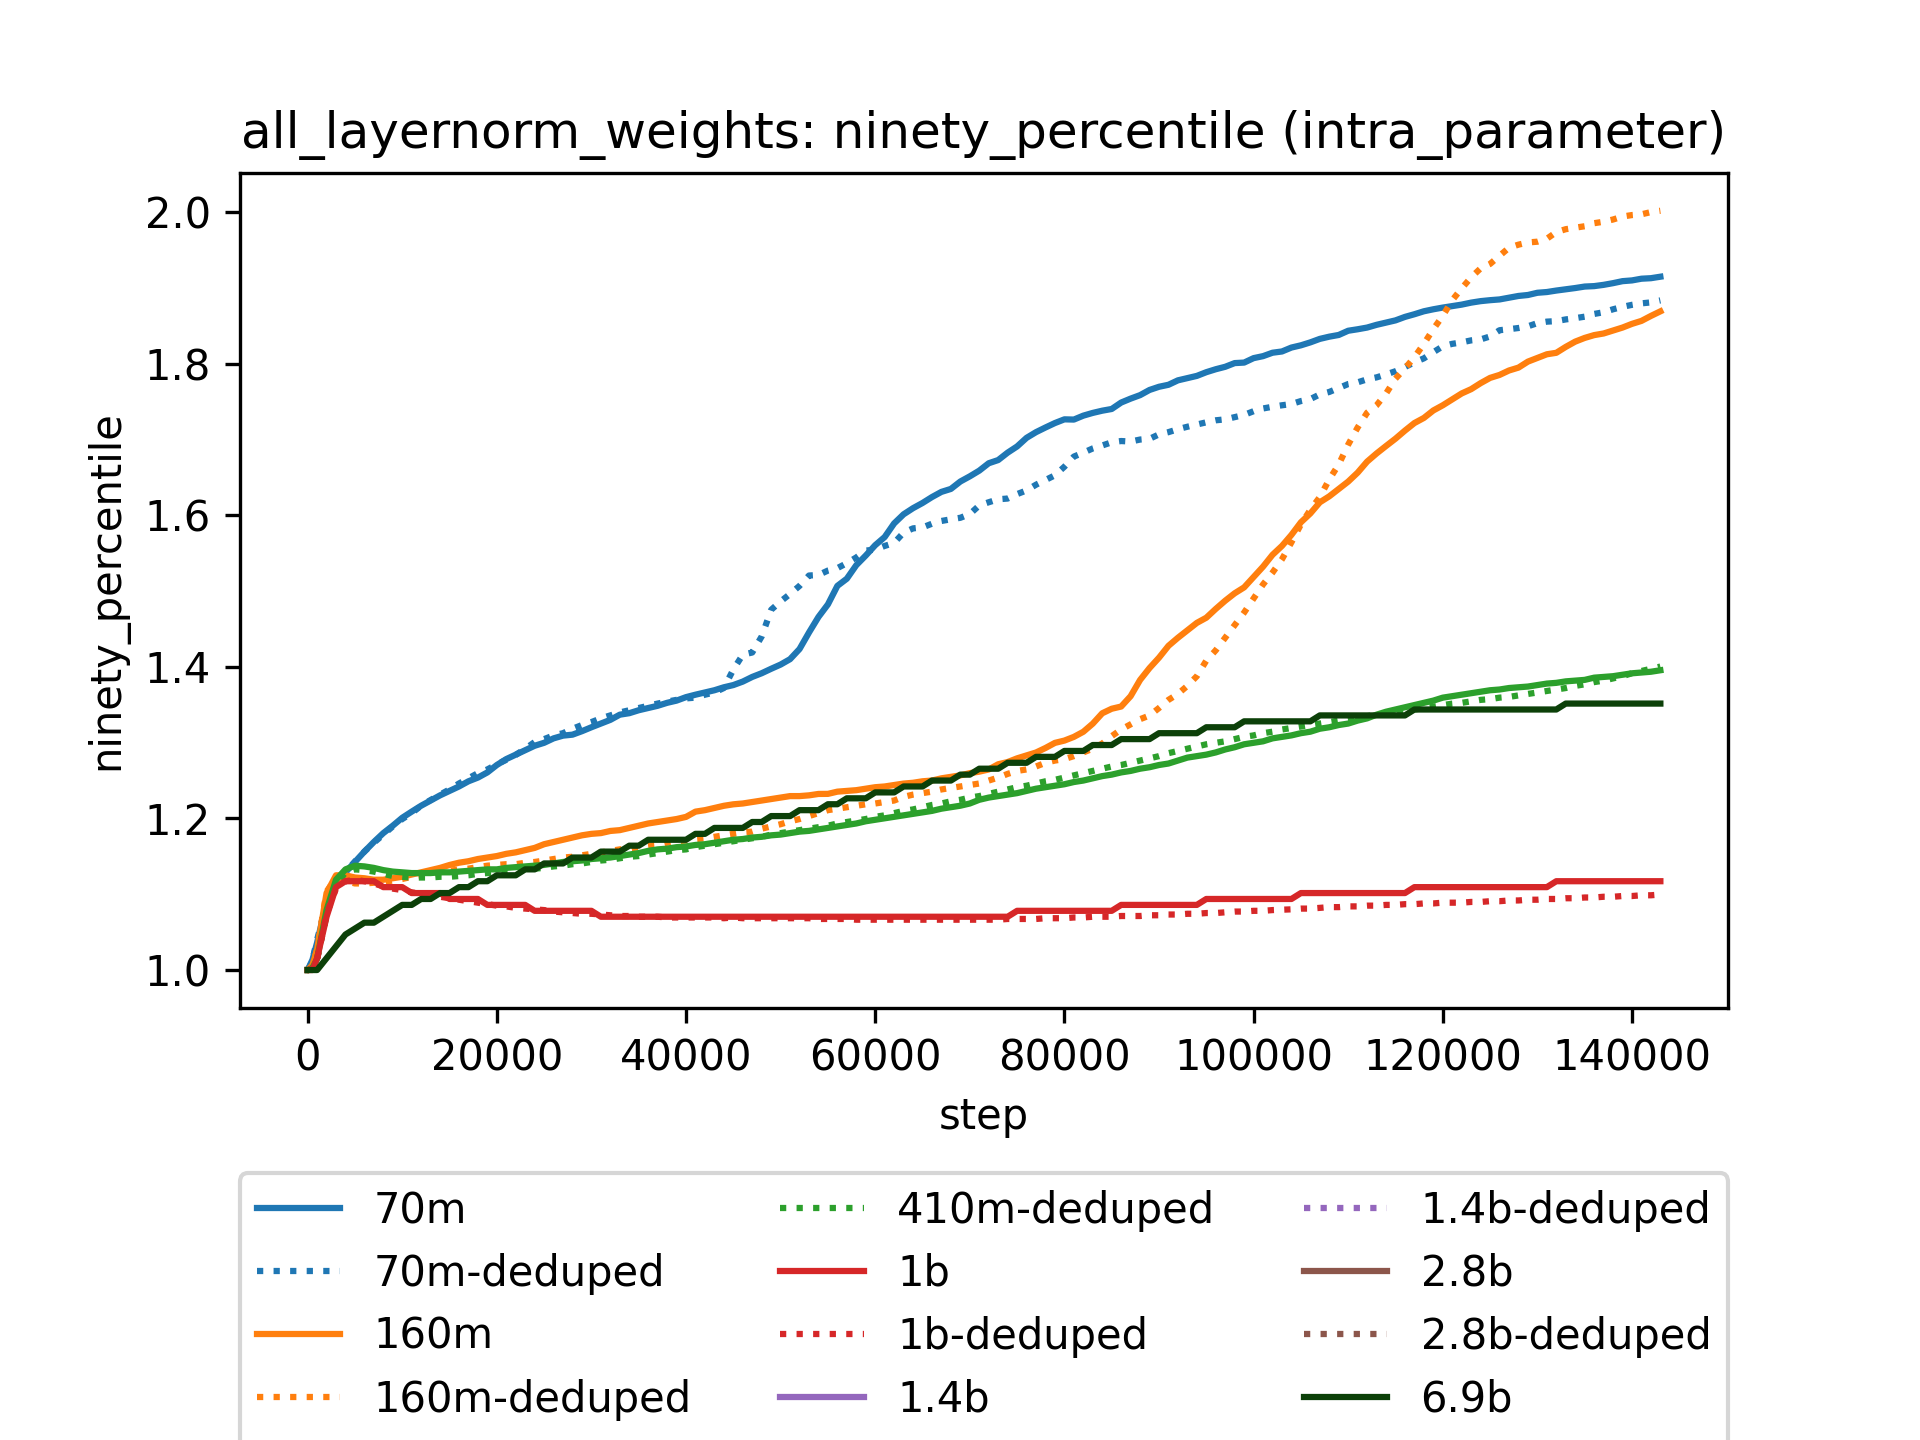 all_layernorm_weights: ninety_percentile (intra_parameter)
2.0
1.8
1.6
1.4
1.2
1.0
ninety_percentile
0 20000 40000 60000 80000 100000 120000 140000
step
70m 410m-deduped 1.4b-deduped
70m-deduped 1b 2.8b
160m 1b-deduped 2.8b-deduped
160m-deduped 1.4b 6.9b